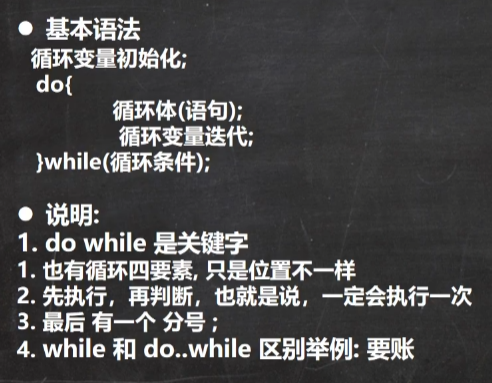 ● 基本语法
循环变量初始化;
do{
循环体(语句);
循环变量迭代;
}while(循环条件);
● 说明:
1. do while 是关键字
1. 也有循环四要素, 只是位置不一样
2. 先执行，再判断，也就是说，一定会执行一次
3. 最后 有一个 分号 ;
4. while 和 do..while 区别举例: 要账